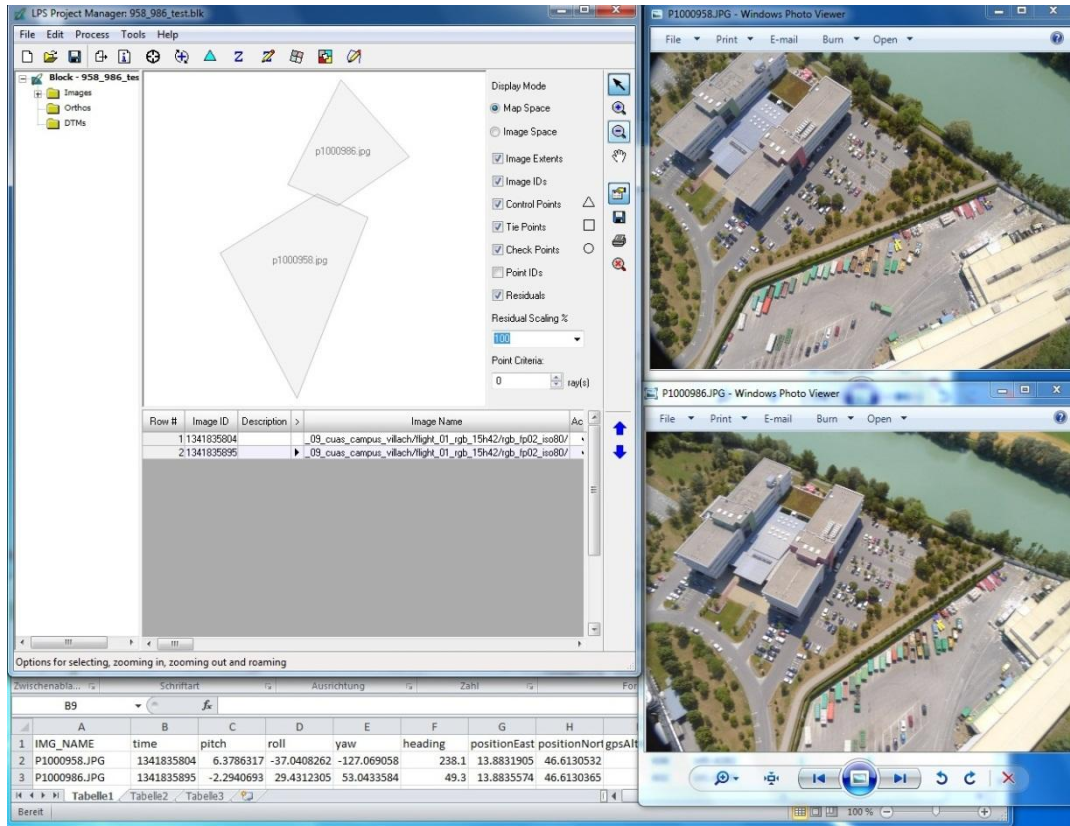 LPS Project Manager: 958_986_test.blk
File Edit Process Tools Help
Block - 958_986_tes
Images
Orthos
DTMs
p1000986.jpg
p1000958.jpg
Display Mode
Map Space
Image Space
Image Extents
Image IDs
Control Points
Tie Points
Check Points
Point IDs
Residuals
Residual Scaling %
100
Point Criteria:
0 ray(s)
Row # Image ID Description > Image Name Ac
1 1341835804 _09_cuas_campus_villach/flight_01_rgb_15h42/rgb_fp02_iso80/
2 1341835895 _09_cuas_campus_villach/flight_01_rgb_15h42/rgb_fp02_iso80/
Options for selecting, zooming in, zooming out and roaming
P1000958.JPG - Windows Photo Viewer
File Print E-mail Burn Open
P1000986.JPG - Windows Photo Viewer
File Print E-mail Burn Open
Zwischenabla... Schriftart Ausrichtung Zahl For
B9 fx
A B C D E F G H
1 IMG_NAME time pitch roll yaw heading positionEast positionNort gpsAlt
2 P1000958.JPG 1341835804 6.3786317 -37.0408262 -127.069058 238.1 13.8831905 46.6130532
3 P1000986.JPG 1341835895 -2.2940693 29.4312305 53.0433584 49.3 13.8835574 46.6130365
Tabelle1 Tabelle2 Tabelle3
Bereit 100 %